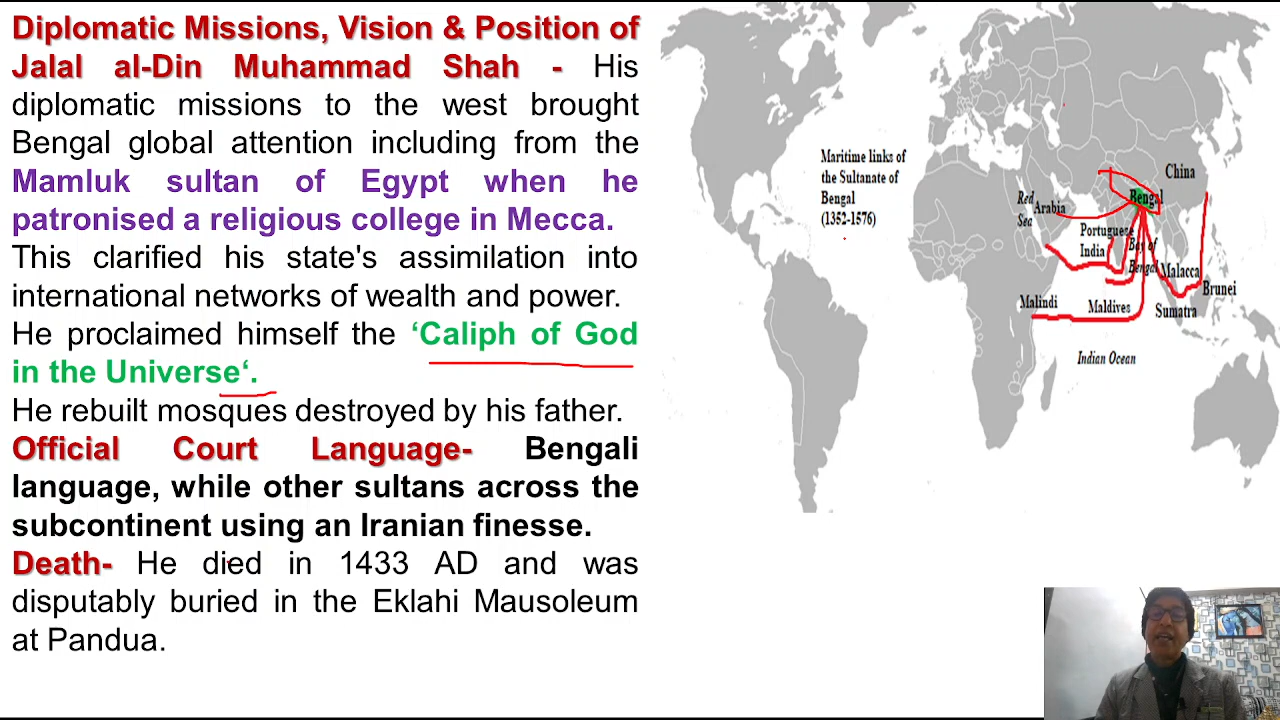 Diplomatic Missions, Vision & Position of
Jalal al-Din Muhammad Shah - His
diplomatic missions to the west brought
Bengal global attention including from the
Mamluk sultan of Egypt when he
patronised a religious college in Mecca.
This clarified his state's assimilation into
international networks of wealth and power.
He proclaimed himself the ‘Caliph of God
in the Universe‘.
He rebuilt mosques destroyed by his father.
Official Court Language- Bengali
language, while other sultans across the
subcontinent using an Iranian finesse.
Death- He died in 1433 AD and was
disputably buried in the Eklahi Mausoleum
at Pandua.
Maritime links of
the Sultanate of
Bengal
(1352-1576)
China
Bengal
Red
Sea
Arabia
Portuguese
India
Bay of
Bengal
Malacca
Brunei
Malindi
Maldives
Sumatra
Indian Ocean